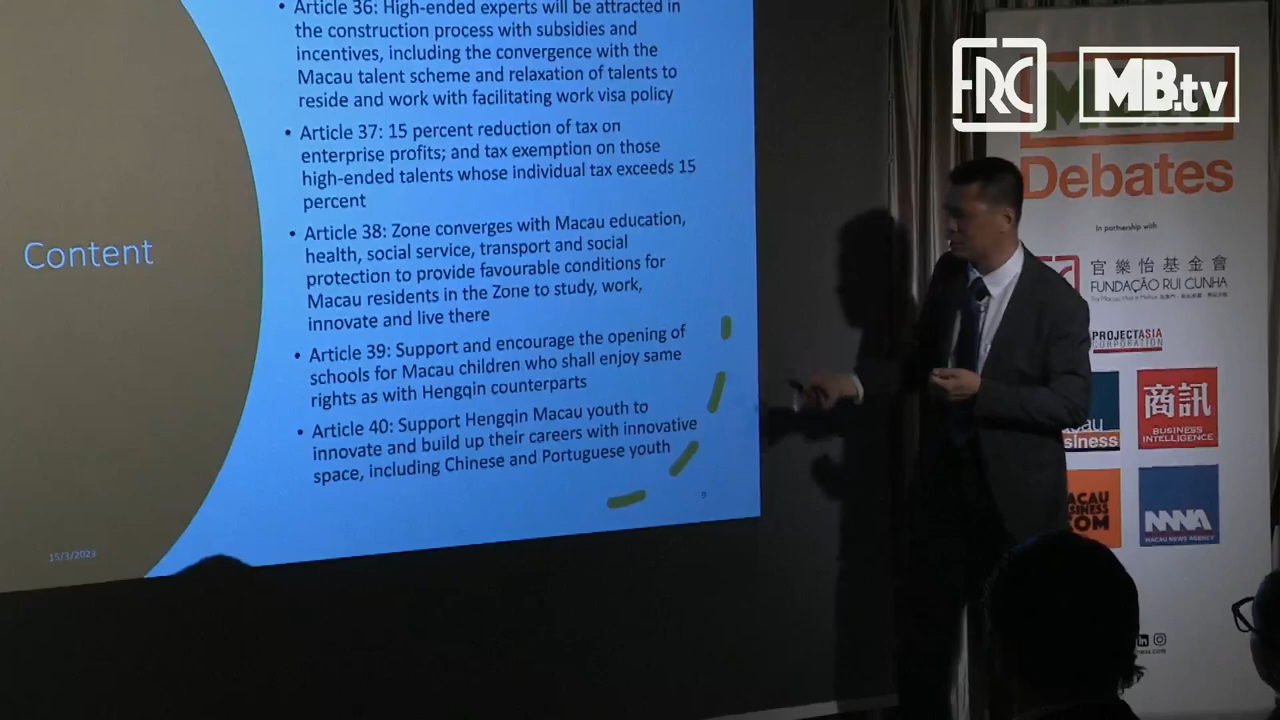 Content
15/3/2023
• Article 36: High-ended experts will be attracted in
the construction process with subsidies and
incentives, including the convergence with the
Macau talent scheme and relaxation of talents to
reside and work with facilitating work visa policy
• Article 37: 15 percent reduction of tax on
enterprise profits; and tax exemption on those
high-ended talents whose individual tax exceeds 15
percent
• Article 38: Zone converges with Macau education,
health, social service, transport and social
protection to provide favourable conditions for
Macau residents in the Zone to study, work,
innovate and live there
• Article 39: Support and encourage the opening of
schools for Macau children who shall enjoy same
rights as with Hengqin counterparts
• Article 40: Support Hengqin Macau youth to
innovate and build up their careers with innovative
space, including Chinese and Portuguese youth
9
FRC
MB.tv
Debates
In partnership with
官樂怡基金會
FUNDAÇÃO RUI CUNHA
PROJECTASIA
CORPORATION
商訊
BUSINESS
INTELLIGENCE
MACAU NEWS AGENCY